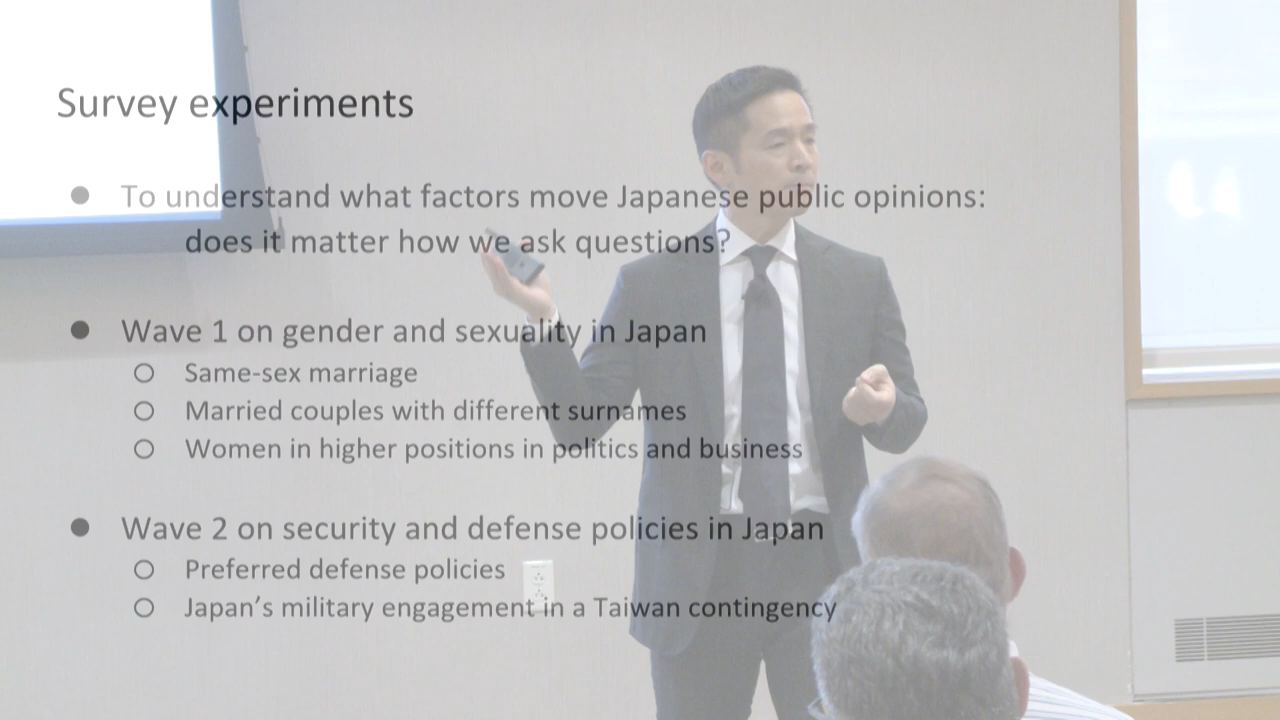 Survey experiments
● To understand what factors move Japanese public opinions:
does it matter how we ask questions?
● Wave 1 on gender and sexuality in Japan
○ Same-sex marriage
○ Married couples with different surnames
○ Women in higher positions in politics and business
● Wave 2 on security and defense policies in Japan
○ Preferred defense policies
○ Japan’s military engagement in a Taiwan contingency